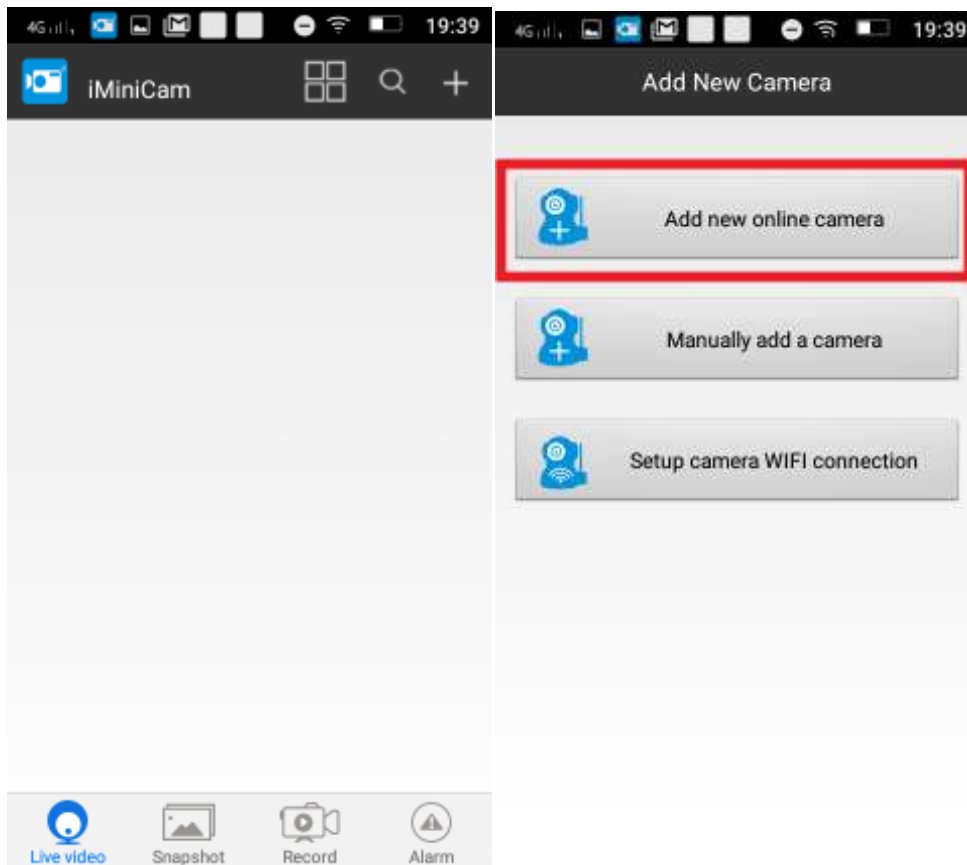 4G 19:39
iMiniCam
Live video Snapshot Record Alarm
4G 19:39
Add New Camera
Add new online camera
Manually add a camera
Setup camera WIFI connection